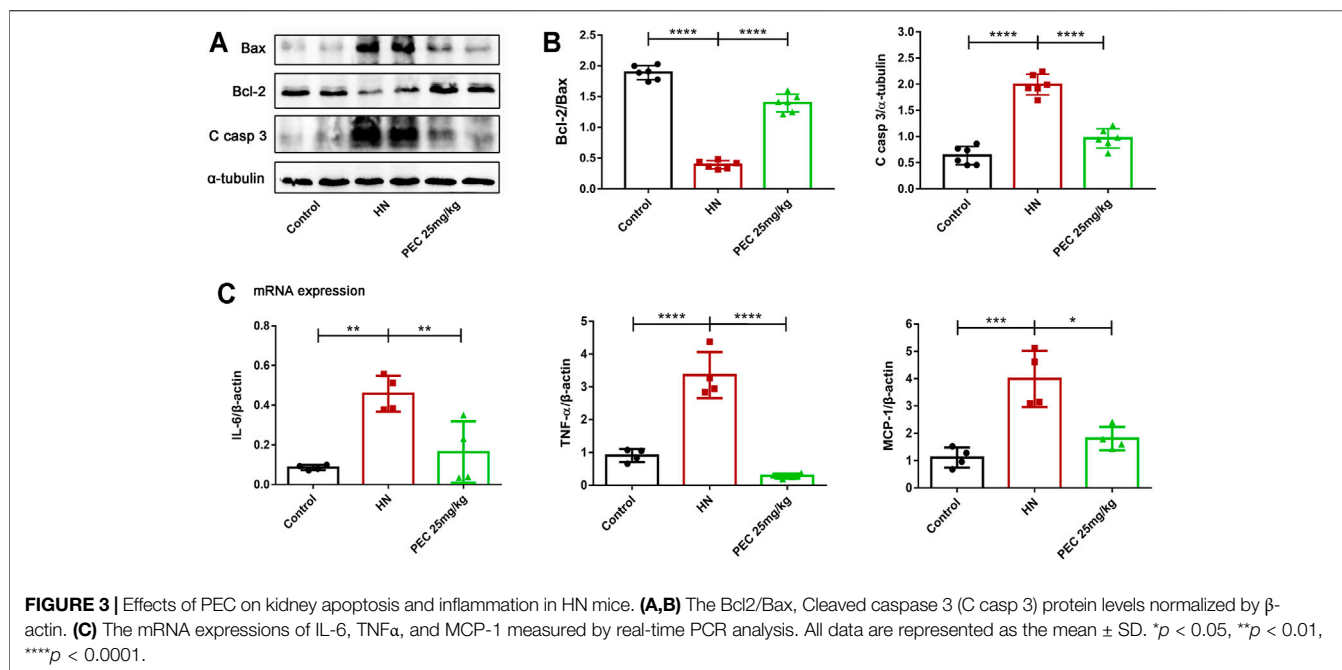 A
Bax
Bcl-2
C casp 3
α-tubulin
Control
HN
PEC 25mg/kg
B
**** ****
Bcl-2/Bax
2.5
2.0
1.5
1.0
0.5
0.0
Control
HN
PEC 25mg/kg
**** ****
C casp 3/α-tubulin
3.0
2.5
2.0
1.5
1.0
0.5
0.0
Control
HN
PEC 25mg/kg
C mRNA expression
** **
IL-6/β-actin
0.8
0.6
0.4
0.2
0.0
Control
HN
PEC 25mg/kg
**** ****
TNF-α/β-actin
5
4
3
2
1
0
Control
HN
PEC 25mg/kg
*** *
MCP-1/β-actin
6
5
4
3
2
1
0
Control
HN
PEC 25mg/kg
FIGURE 3 | Effects of PEC on kidney apoptosis and inflammation in HN mice. (A,B) The Bcl2/Bax, Cleaved caspase 3 (C casp 3) protein levels normalized by β-
actin. (C) The mRNA expressions of IL-6, TNFα, and MCP-1 measured by real-time PCR analysis. All data are represented as the mean ± SD. *p < 0.05, **p < 0.01,
****p < 0.0001.